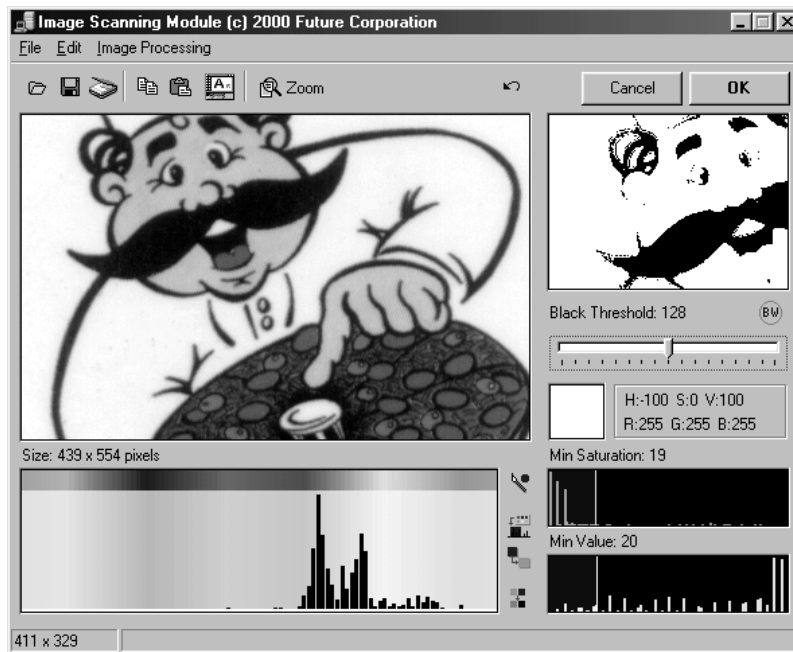 Image Scanning Module (c) 2000 Future Corporation
File Edit Image Processing
Zoom
Cancel
OK
Black Threshold: 128
BW
H:-100 S:0 V:100
R:255 G:255 B:255
Size: 439 x 554 pixels
Min Saturation: 19
Min Value: 20
411 x 329